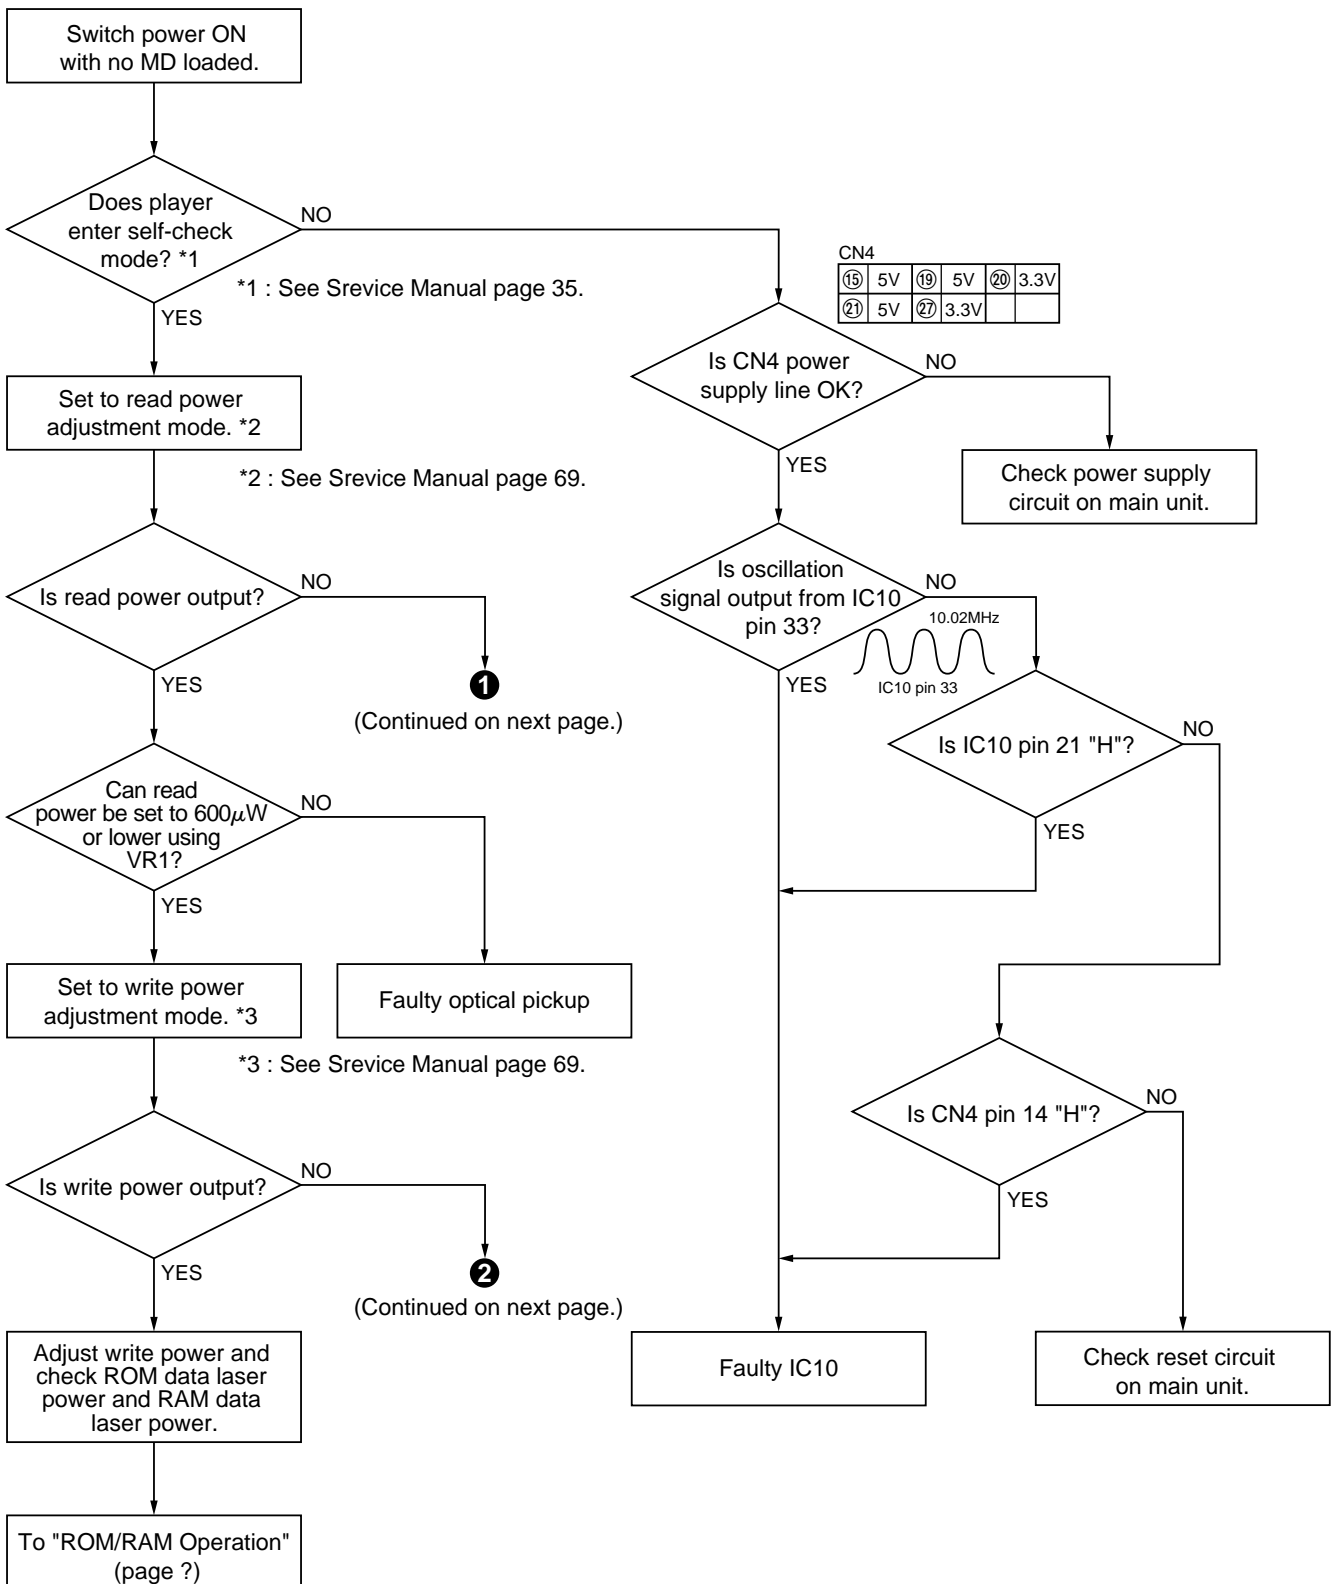 Switch power ON
with no MD loaded.
Does player
enter self-check
mode? *1
NO
*1 : See Srevice Manual page 35.
YES
Set to read power
adjustment mode. *2
*2 : See Srevice Manual page 69.
Is read power output?
NO
YES
❶
(Continued on next page.)
Can read
power be set to 600μW
or lower using
VR1?
NO
YES
Set to write power
adjustment mode. *3
Faulty optical pickup
*3 : See Srevice Manual page 69.
Is write power output?
NO
YES
❷
(Continued on next page.)
Adjust write power and
check ROM data laser
power and RAM data
laser power.
To "ROM/RAM Operation"
(page ?)
CN4
⑮ 5V ⑲ 5V ⑳ 3.3V
㉑ 5V ㉗ 3.3V
Is CN4 power
supply line OK?
NO
YES
Check power supply
circuit on main unit.
Is oscillation
signal output from IC10
pin 33?
NO
10.02MHz
IC10 pin 33
YES
Is IC10 pin 21 "H"?
NO
YES
Is CN4 pin 14 "H"?
NO
YES
Faulty IC10
Check reset circuit
on main unit.